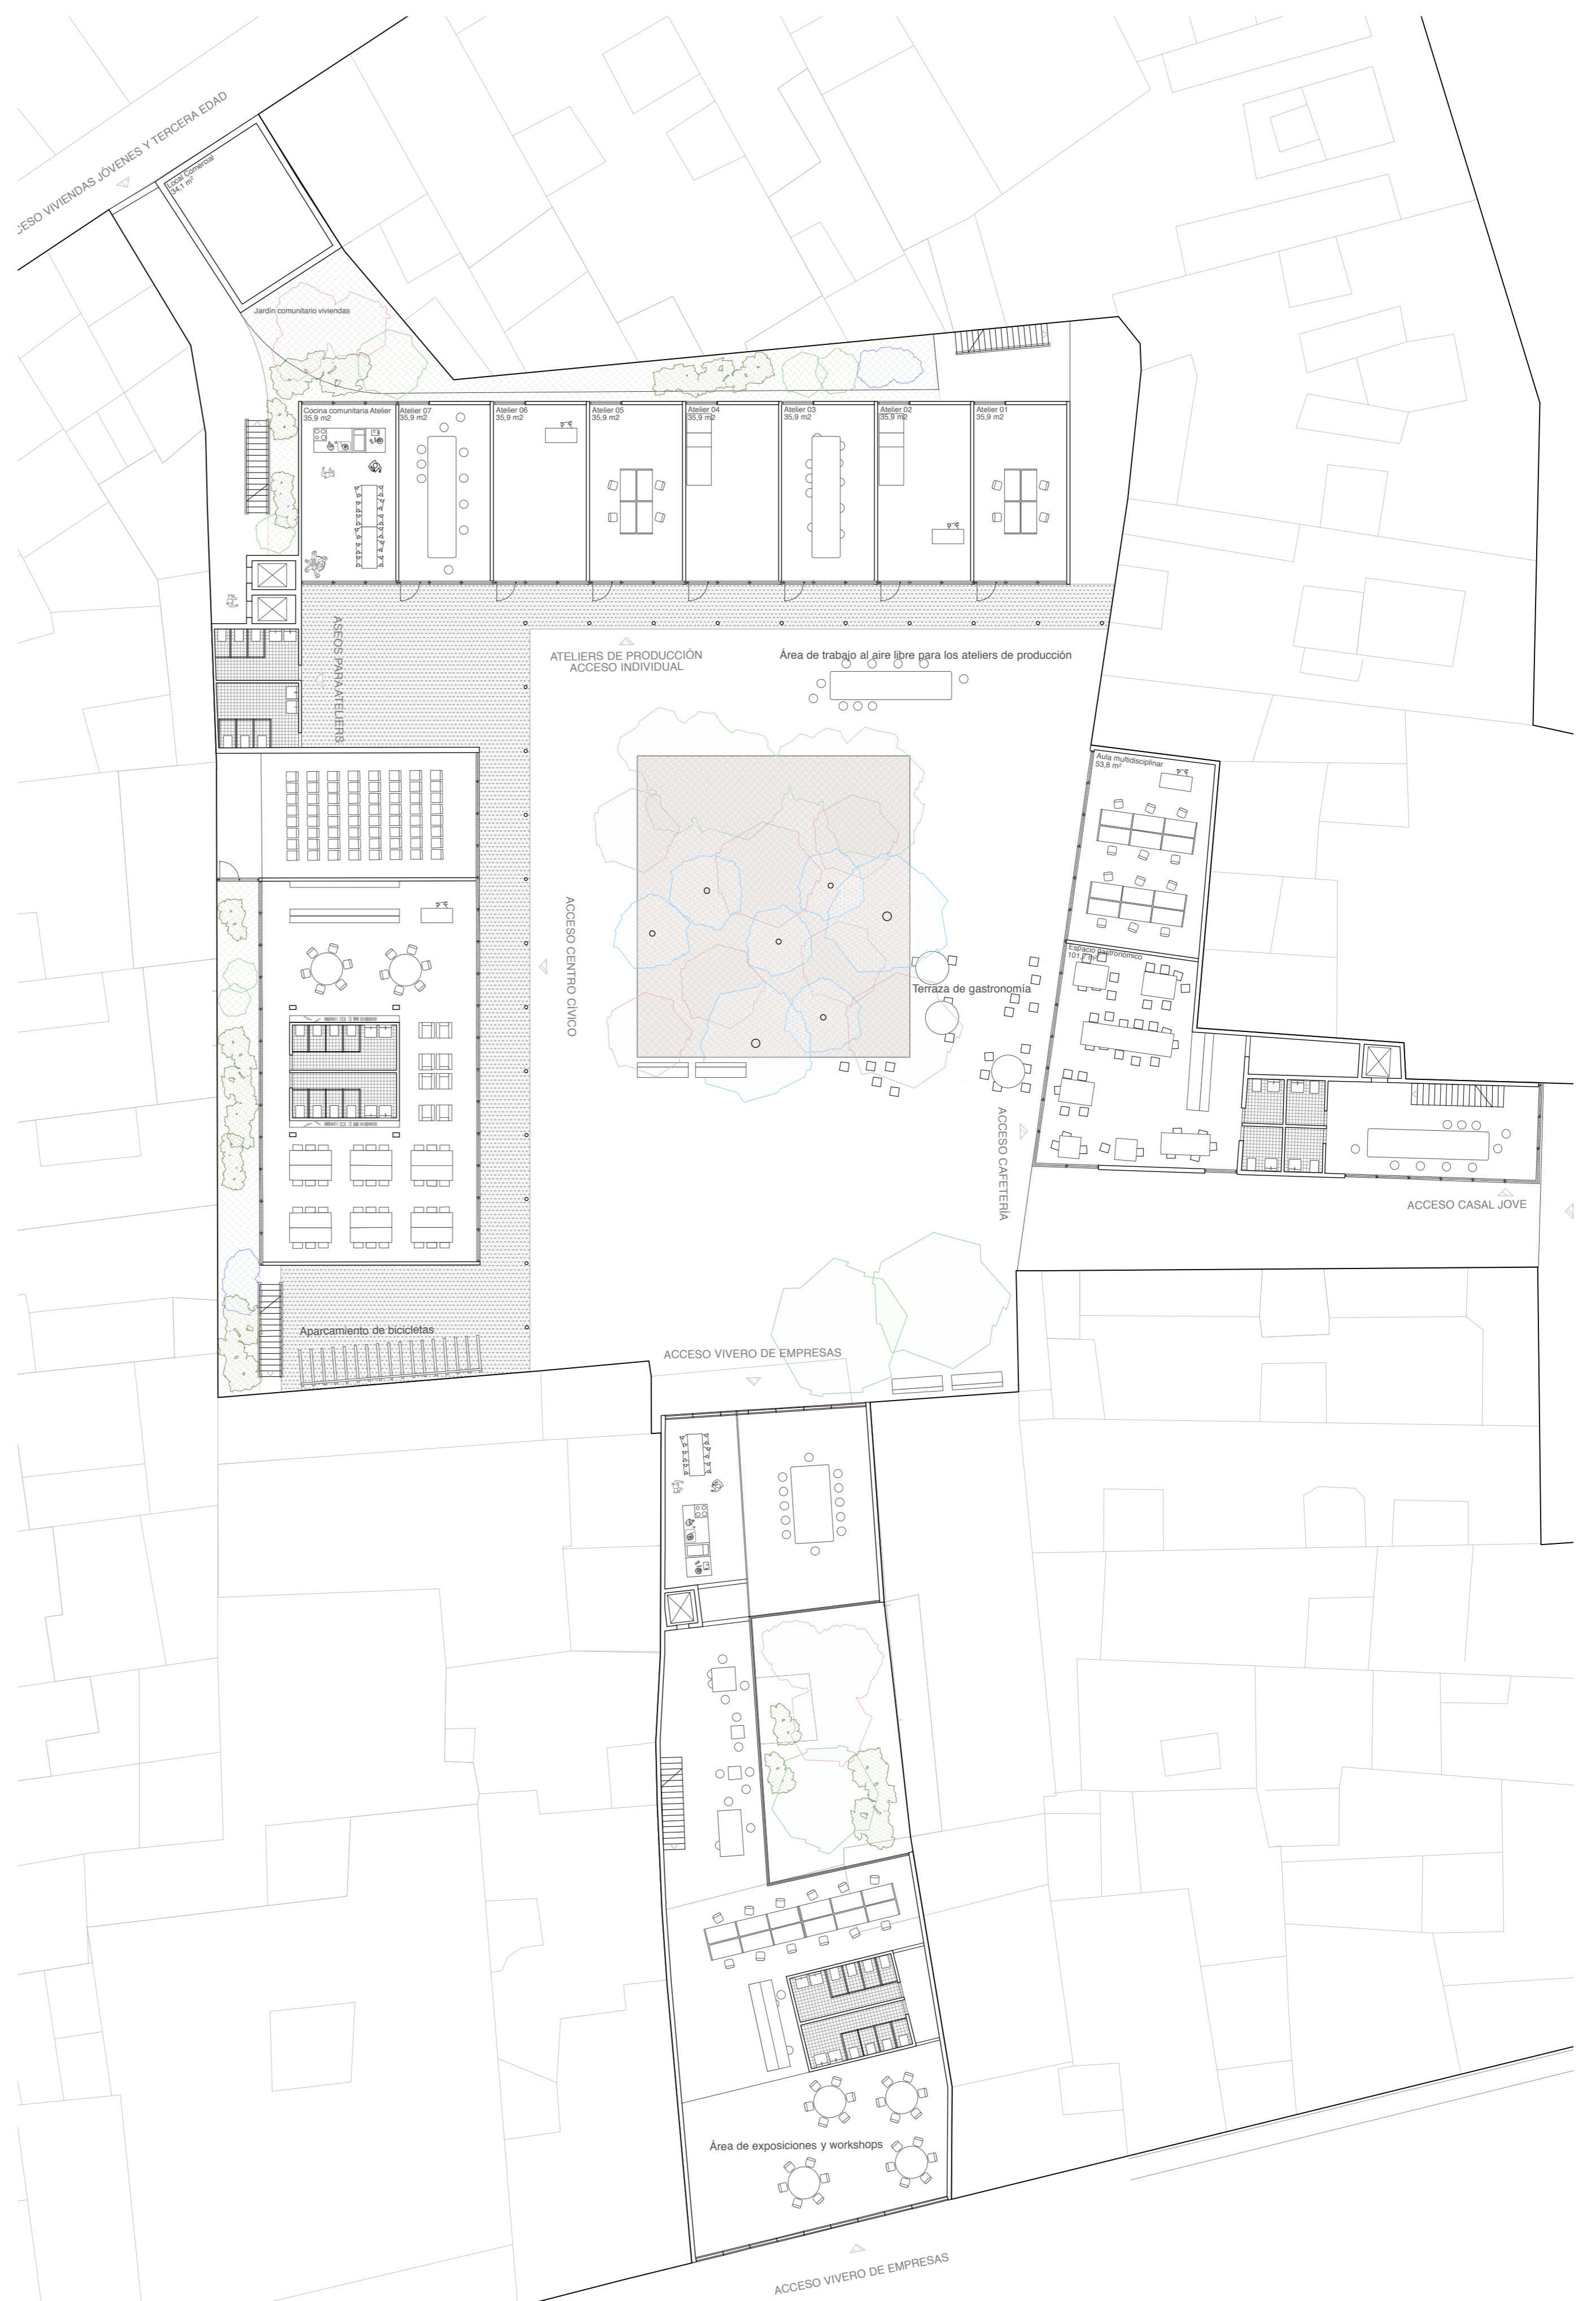 CESO VIVIENDAS JÓVENES Y TERCERA EDAD
Local Comercial
34,1 m²
Jardín comunitario viviendas
Cocina comunitaria Atelier
35,9 m2
Atelier 07
35,9 m2
Atelier 06
35,9 m2
Atelier 05
35,9 m2
Atelier 04
35,9 m2
Atelier 03
35,9 m2
Atelier 02
35,9 m2
Atelier 01
35,9 m2
ASEOS PARA ATELIERS
ATELIERS DE PRODUCCIÓN
ACCESO INDIVIDUAL
Área de trabajo al aire libre para los ateliers de producción
Aula multidisciplinar
53,8 m²
ACCESO CENTRO CÍVICO
Espacio gastronómico
101,7 m²
Terraza de gastronomía
ACCESO CAFETERÍA
ACCESO CASAL JOVE
Aparcamiento de bicicletas
ACCESO VIVERO DE EMPRESAS
Área de exposiciones y workshops
ACCESO VIVERO DE EMPRESAS